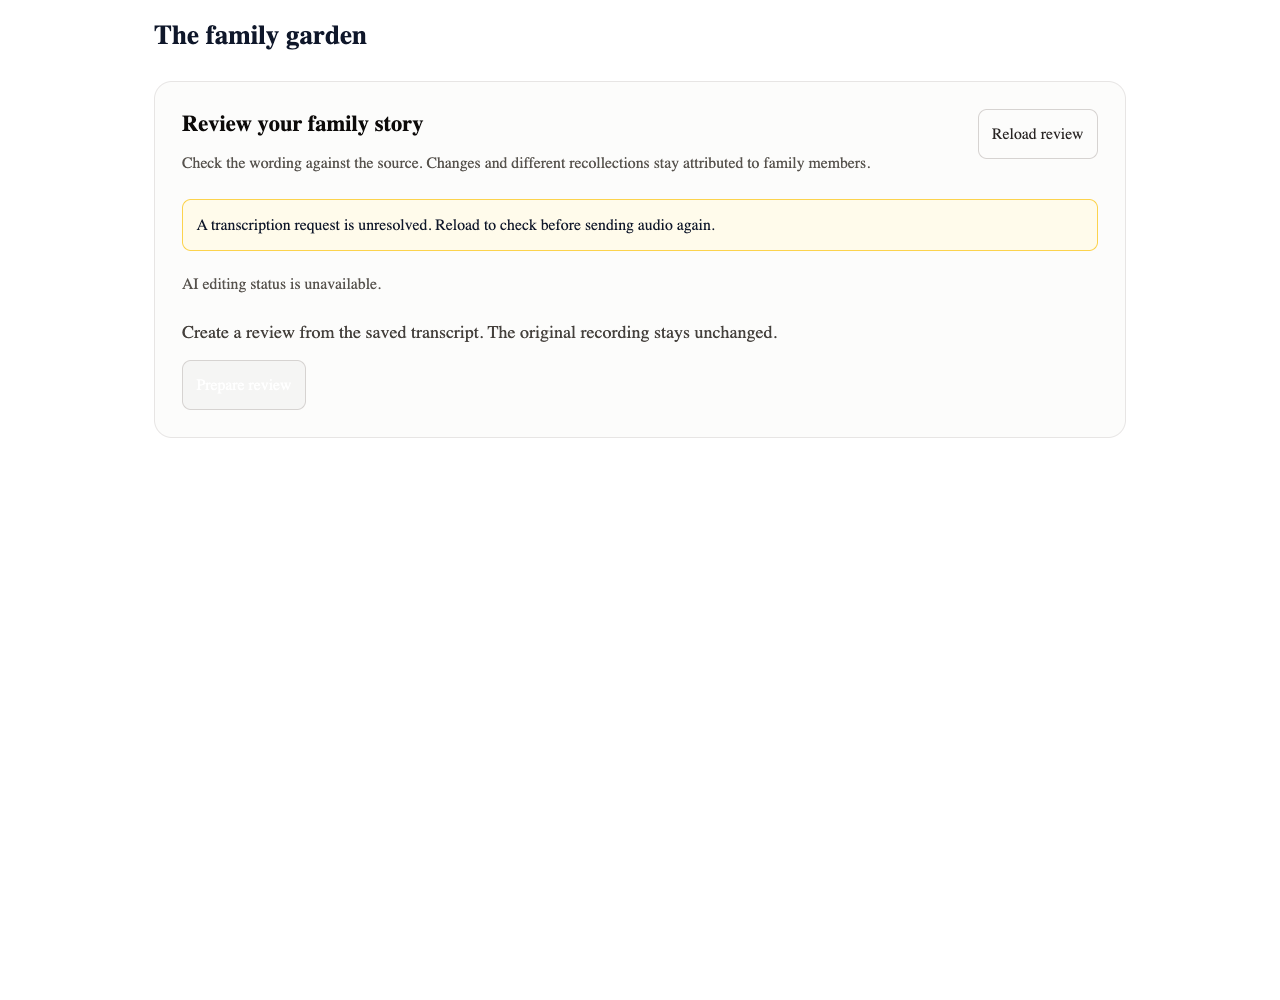 The family garden
Review your family story
Reload review
Check the wording against the source. Changes and different recollections stay attributed to family members.
A transcription request is unresolved. Reload to check before sending audio again.
AI editing status is unavailable.
Create a review from the saved transcript. The original recording stays unchanged.
Prepare review